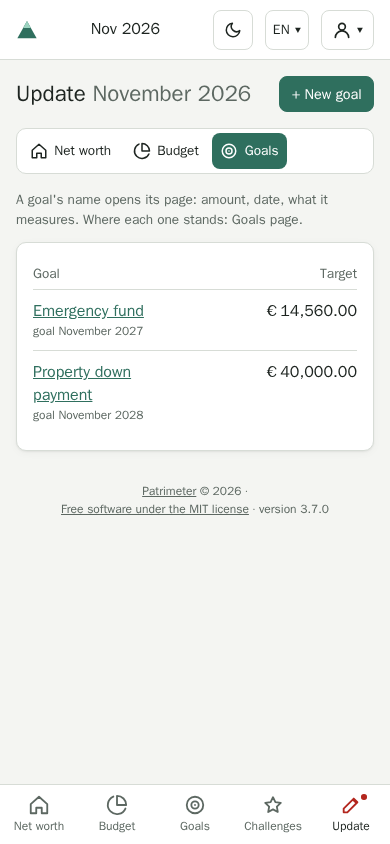 Nov 2026
EN ▾
▾
Update November 2026
+ New goal
Net worth
Budget
Goals
A goal's name opens its page: amount, date, what it
measures. Where each one stands: Goals page.
Goal Target
Emergency fund € 14,560.00
goal November 2027
Property down € 40,000.00
payment
goal November 2028
Patrimeter © 2026 ·
Free software under the MIT license · version 3.7.0
Net worth
Budget
Goals
Challenges
Update